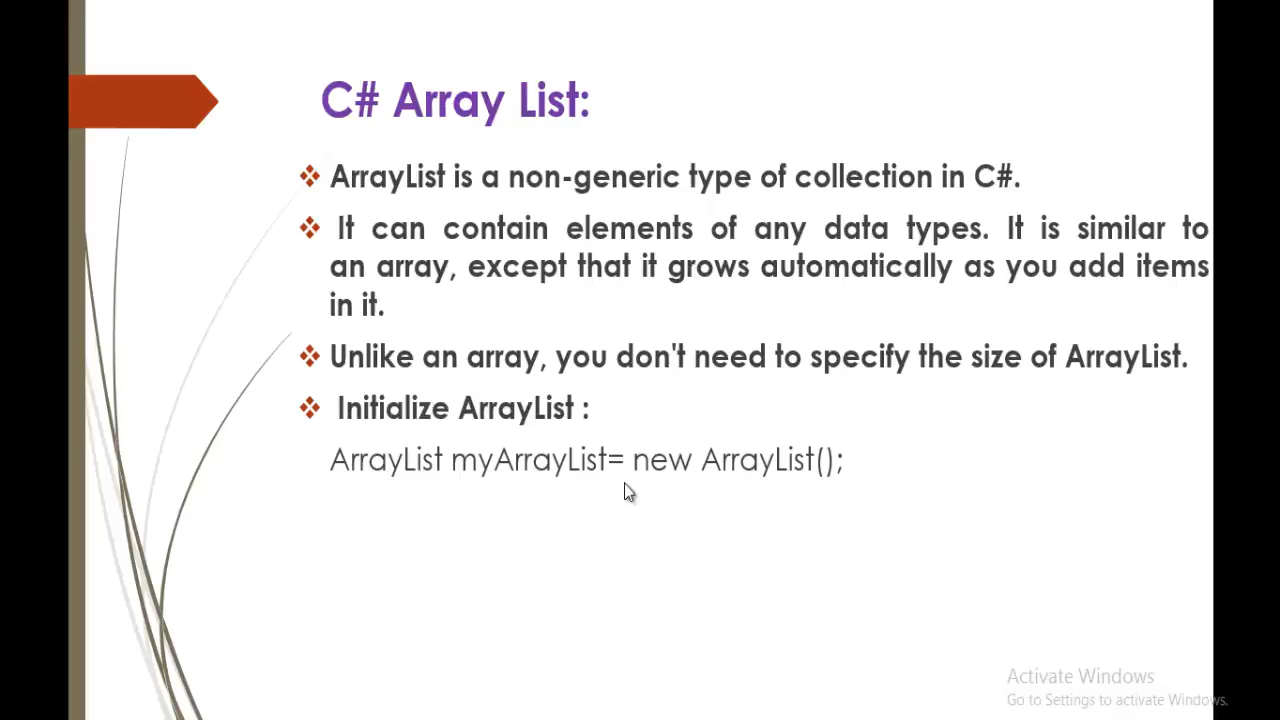 C# Array List:
ArrayList is a non-generic type of collection in C#.
It can contain elements of any data types. It is similar to
an array, except that it grows automatically as you add items
in it.
Unlike an array, you don't need to specify the size of ArrayList.
Initialize ArrayList :
ArrayList myArrayList= new ArrayList();
Activate Windows
Go to Settings to activate Windows.